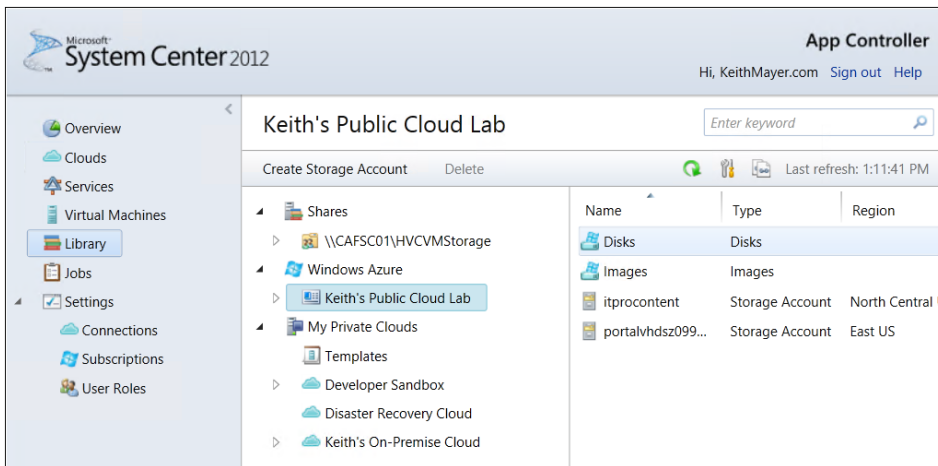 Microsoft
System Center 2012
App Controller
Hi, KeithMayer.com Sign out Help
Overview
Clouds
Services
Virtual Machines
Library
Jobs
Settings
Connections
Subscriptions
User Roles
Keith's Public Cloud Lab
Enter keyword
Create Storage Account Delete
Last refresh: 1:11:41 PM
Shares
\\CAFSC01\HVCVMStorage
Windows Azure
Keith's Public Cloud Lab
My Private Clouds
Templates
Developer Sandbox
Disaster Recovery Cloud
Keith's On-Premise Cloud
Name Type Region
Disks Disks
Images Images
itprocontent Storage Account North Central
portalvhdsz099... Storage Account East US